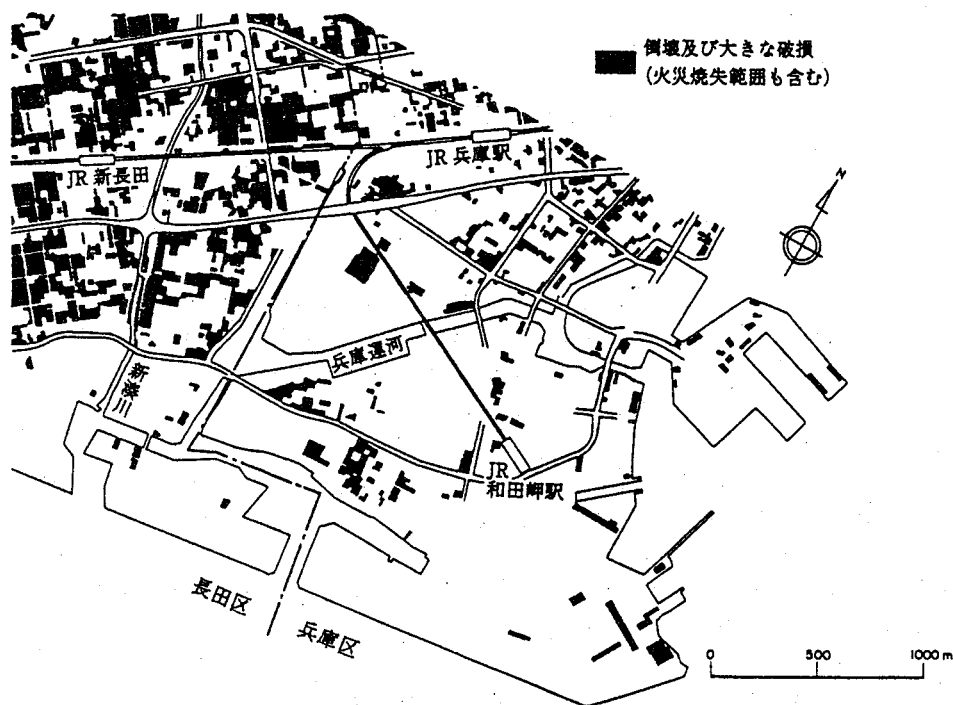 倒壊及び大きな破損
(火災焼失範囲も含む)
JR 兵庫駅
JR 新長田
N
兵庫運河
新湊川
JR
和田岬駅
長田区
兵庫区
0 500 1000 m